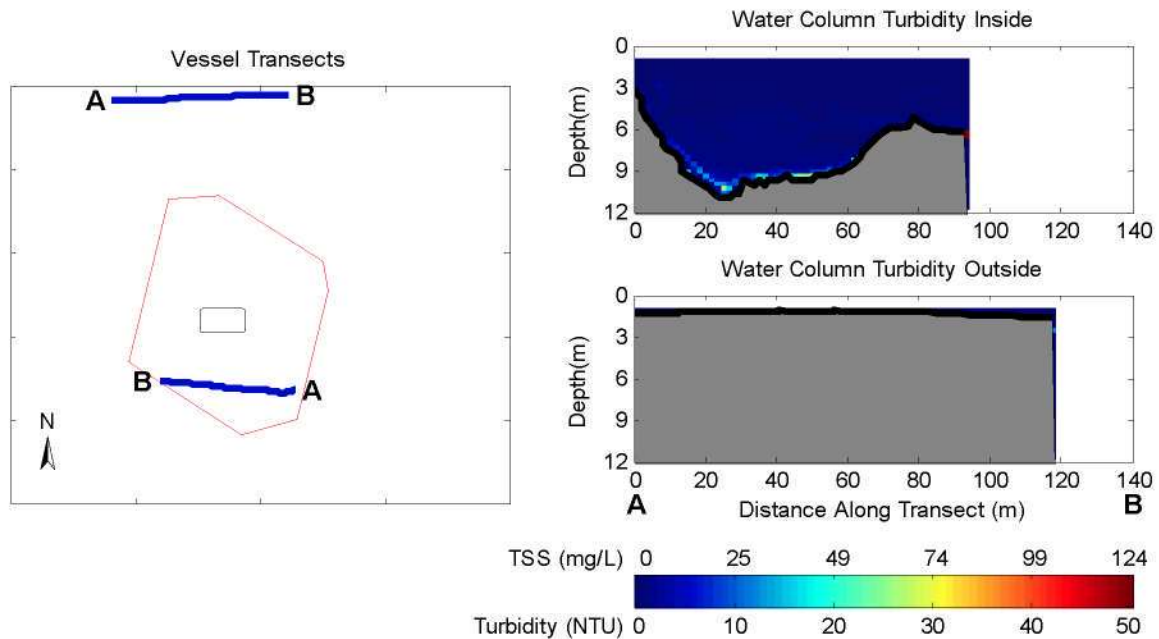 Vessel Transects
A
B
B
A
N
Water Column Turbidity Inside
Depth(m)
0
3
6
9
12
0 20 40 60 80 100 120 140
Water Column Turbidity Outside
Depth(m)
0
3
6
9
12
0 20 40 60 80 100 120 140
A Distance Along Transect (m) B
TSS (mg/L) 0 25 49 74 99 124
Turbidity (NTU) 0 10 20 30 40 50